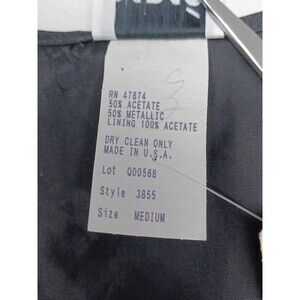 RN 47874
50% ACETATE
50% METALLIC
LINING 100% ACETATE
DRY CLEAN ONLY
MADE IN U.S.A.
Lot Q00568
Style 3855
Size MEDIUM